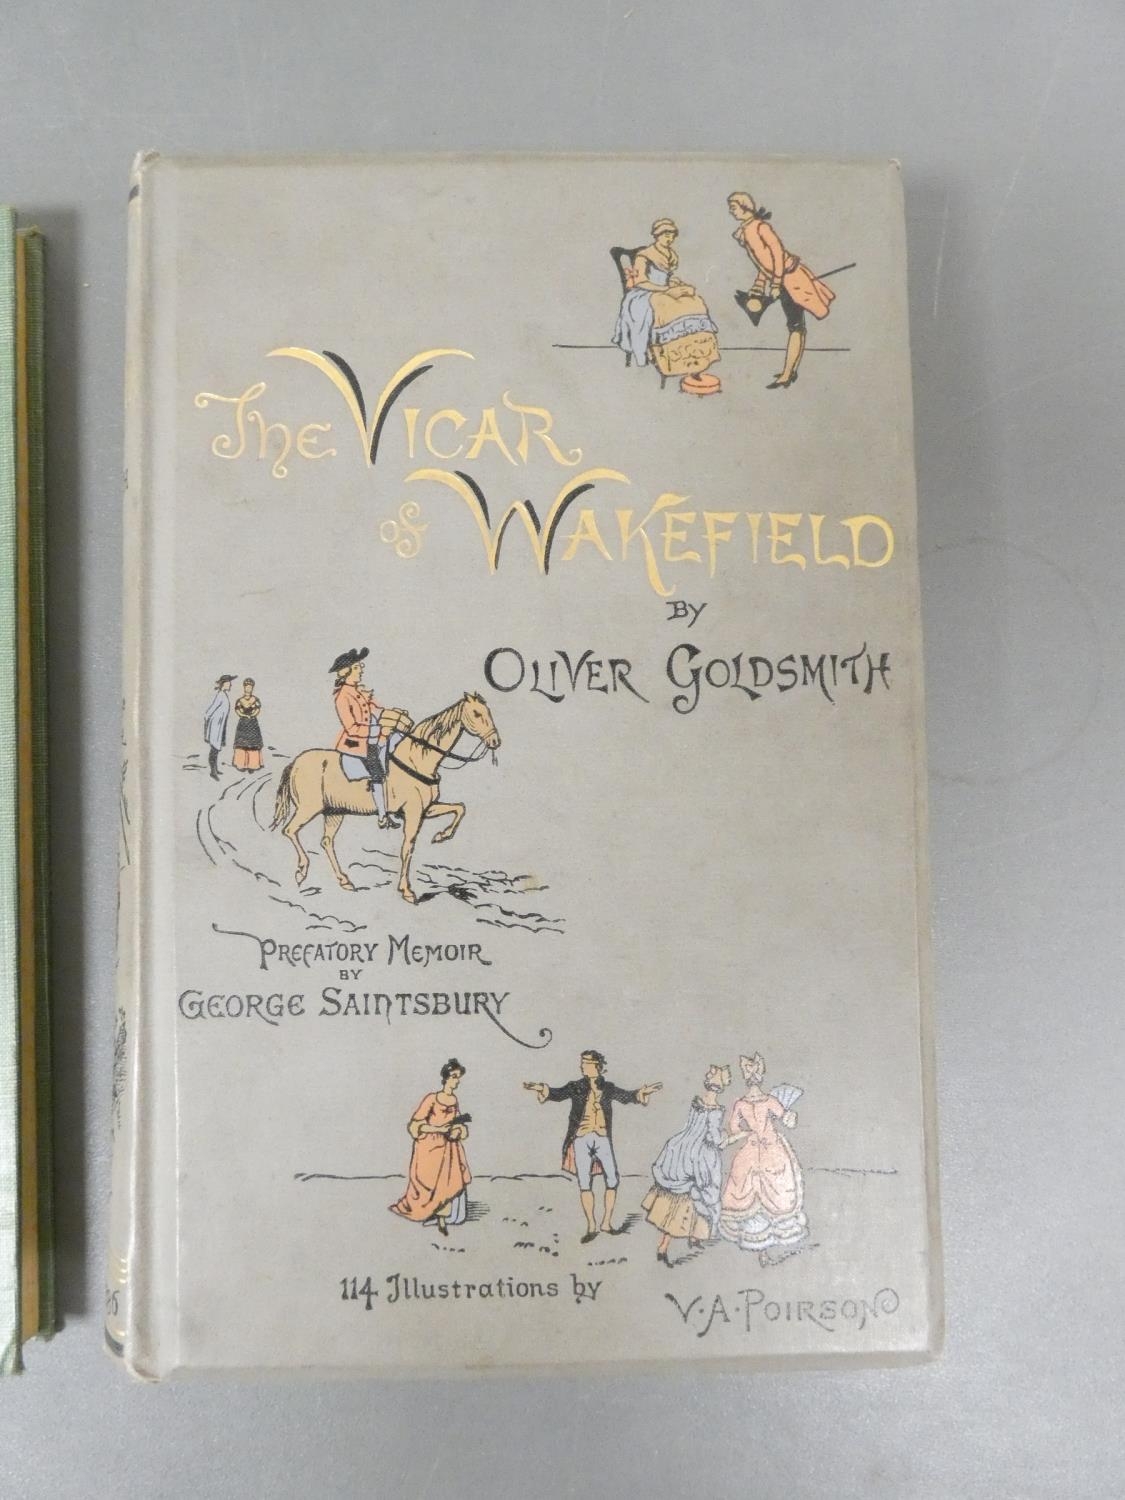 The Vicar
of Wakefield
By
Oliver Goldsmith
Prefatory Memoir
by
George Saintsbury
114 Illustrations by
V. A. Poirson